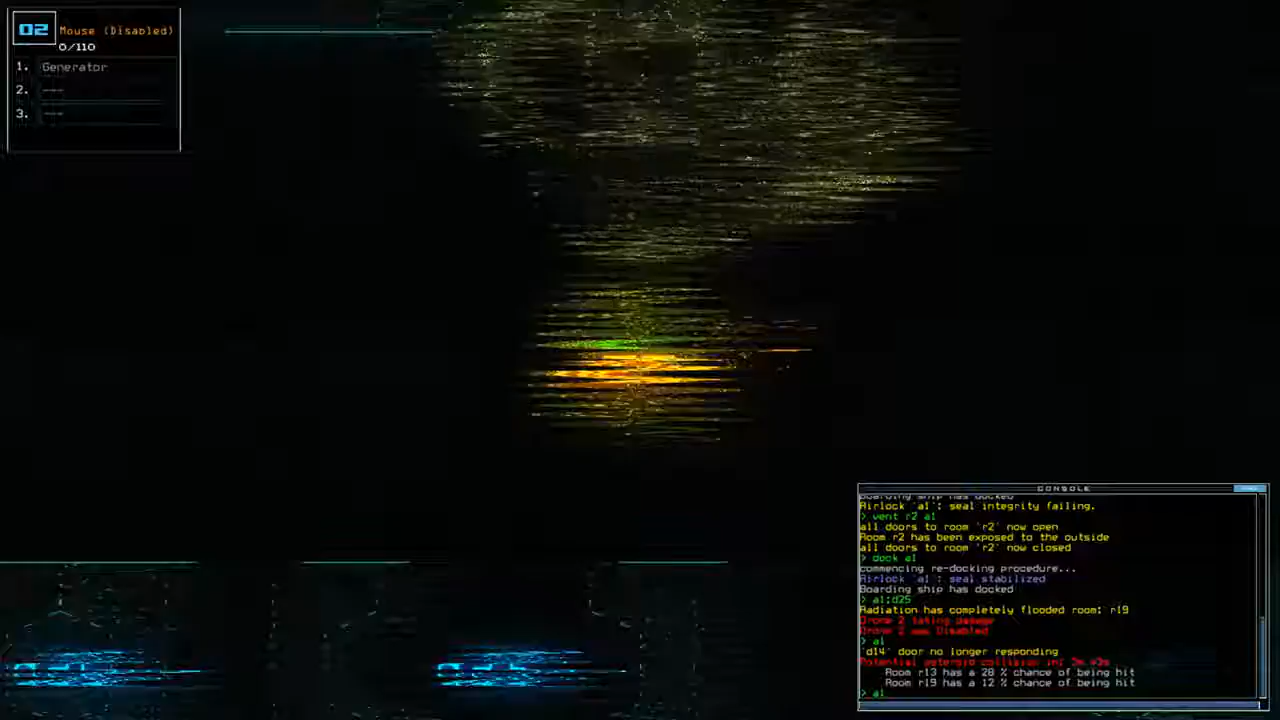 02
Mouse (Disabled)
0/110
1. Generator
2. ---
3. ---
CONSOLE
Boarding ship has docked
Airlock 'a1': seal integrity failing.
> vent r2 a1
all doors to room 'r2' now open
Room r2 has been exposed to the outside
all doors to room 'r2' now closed
> dock a1
commencing re-docking procedure...
Airlock 'a1': seal stabilized
Boarding ship has docked
> a1;d25
Radiation has completely flooded room: r19
Drone 2 taking damage
Drone 2 was Disabled
> a1
'd14' door no longer responding
Potential asteroid collision in:
Room r13 has a 28 % chance of being hit
Room r19 has a 12 % chance of being hit
> a1